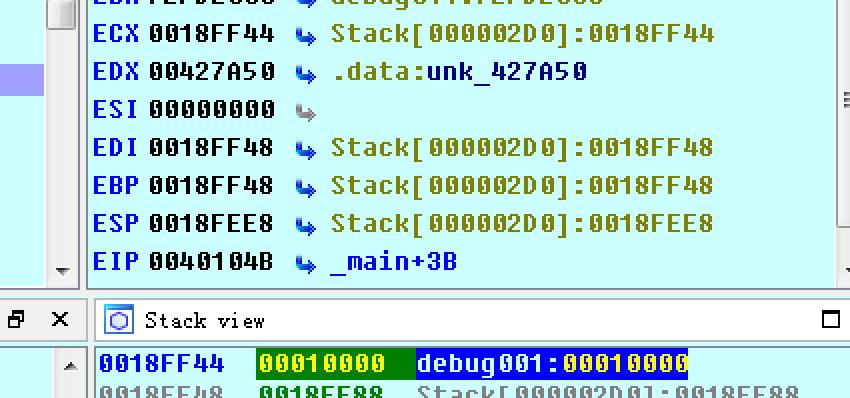 ECX 0018FF44 Stack[000002D0]:0018FF44
EDX 00427A50 .data:unk_427A50
ESI 00000000
EDI 0018FF48 Stack[000002D0]:0018FF48
EBP 0018FF48 Stack[000002D0]:0018FF48
ESP 0018FEE8 Stack[000002D0]:0018FEE8
EIP 0040104B _main+3B
Stack view
0018FF44 00010000 debug001:00010000
0018FF48 0018FF88 Stack[000002D0]:0018FF88